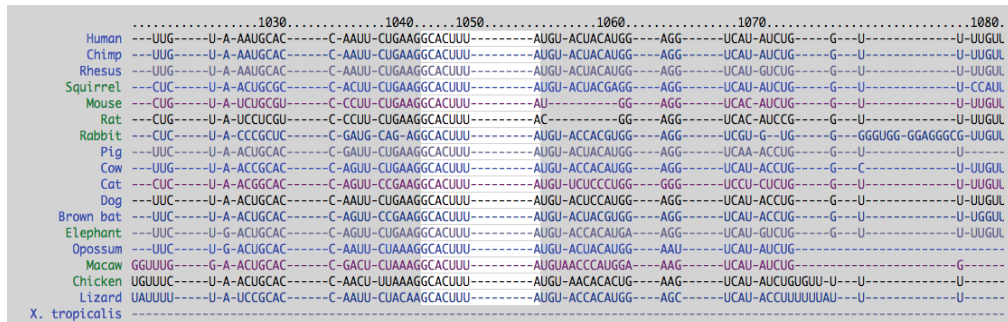 ..............1030............1040.....1050..............1060..............1070........................1080.
Human ---UUG-----U-A-AAUGCAC-----C-AAUU-CUGAAGGCACUUU--------AUGU-ACUACAUGG---AGG-----UCAU-AUCUG----G---U----------U-UUGUL
Chimp ---UUG-----U-A-AAUGCAC-----C-AAUU-CUGAAGGCACUUU--------AUGU-ACUACAUGG---AGG-----UCAU-AUCUG----G---U----------U-UUGUL
Rhesus ---UUG-----U-A-AAUGCAC-----C-AAUU-CUGAAGGCACUUU--------AUGU-ACUACAUGG---AGG-----UCAU-GUCUG----G---U----------U-UUGUL
Squirrel ---CUC-----U-A-ACUGCGC-----C-ACUU-CUGAAGGCACUUU--------AUGU-ACUACGAGG---AGG-----UCAU-AUCUG----G---U----------U-CCAUL
Mouse ---CUG-----U-A-UCUGCGU-----C-CCUU-CUGAAGGCACUUU--------AU---------GG---AGG-----UCAC-AUCUG----G---U----------U-UUGUL
Rat ---CUG-----U-A-UCCUCGU-----C-CCUU-CUGAAGGCACUUU--------AC---------GG---AGG-----UCAC-AUCCG----G---U----------U-UUGUL
Rabbit ---CUC-----U-A-CCCGCUC-----C-GAUG-CAG-AGGCACUUU--------AUGU-ACCACGUGG---AGG-----UCGU-G-UG----G---GGGUGG-GGAGGGCG-UUGUL
Pig ---UUC-----U-A-ACUGCAC-----C-GAUU-CUGAAGGCACUUU--------AUGU-ACUACAUGG---AGG-----UCAA-ACCUG----G---U----------U-----
Cow ---UUG-----U-A-ACCGCAC-----C-AGUU-CUGAAGGCACUUU--------AUGU-ACCACAUGG---AGG-----UCAU-ACCUG----G---C----------U-UUGUL
Cat ---CUC-----U-A-ACGGCAC-----C-AGUU-CCGAAGGCACUUU--------AUGU-UCUCCCUGG---GGG-----UCCU-CUCUG----G---U----------U-UUGUL
Dog ---UUC-----U-A-ACUGCAC-----C-AAUU-CUGAAGGCACUUU--------AUGU-ACUCCAUGG---AGG-----UCAU-ACCUG----G---U----------U-UUGUL
Brown bat ---UUC-----U-A-ACUGCAC-----C-AGUU-CCGAAGGCACUUU--------AUGU-ACUACGUGG---AGG-----UCAU-ACCUG----G---U----------U-UGGUL
Elephant ---UUC-----U-G-ACUGCAC-----C-AGUU-CUGAAGGCACUUU--------AUGU-ACCACAUGA---AGG-----UCAU-GUCUG----G---U----------U-UUGUL
Opossum ---UUC-----U-G-ACUGCAC-----C-AAUU-CUAAAGGCACUUU--------AUGU-ACUACAUGG---AAU-----UCAU-AUCUG--------------------------
Macaw GGUUUG-----G-A-ACUGCAC-----C-GACU-CUAAAGGCACUUU--------AUGUAACCCAUGGA---AAG-----UCAU-AUCUG-------------------G-----
Chicken UGUUUC-----U-A-ACUGCAC-----C-AACU-UUAAAGGCACUUU--------AUGU-AACACACUG---AAG-----UCAU-AUCUGUGUU-U---U----------U-----
Lizard UAUUUU-----U-A-UCCGCAC-----C-AAUU-CUACAAGCACUUU--------AUGU-ACCACAUGG---AGC-----UCAU-ACCUUUUUUAU--U----------U-----
X. tropicalis --------------------------------------------------------------------------------------------